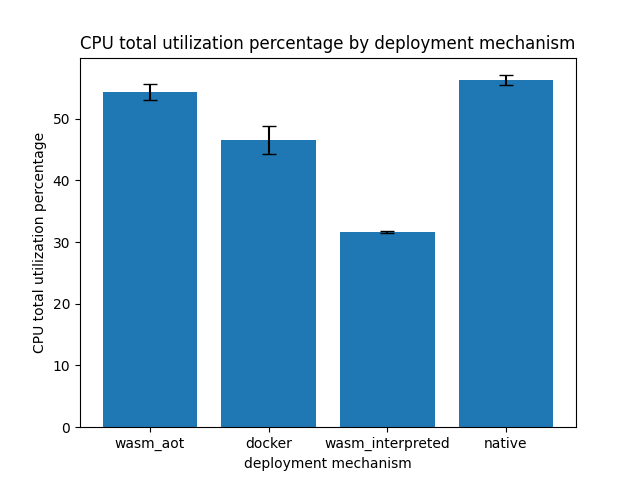 CPU total utilization percentage by deployment mechanism
CPU total utilization percentage
50
40
30
20
10
0
wasm_aot docker wasm_interpreted native
deployment mechanism